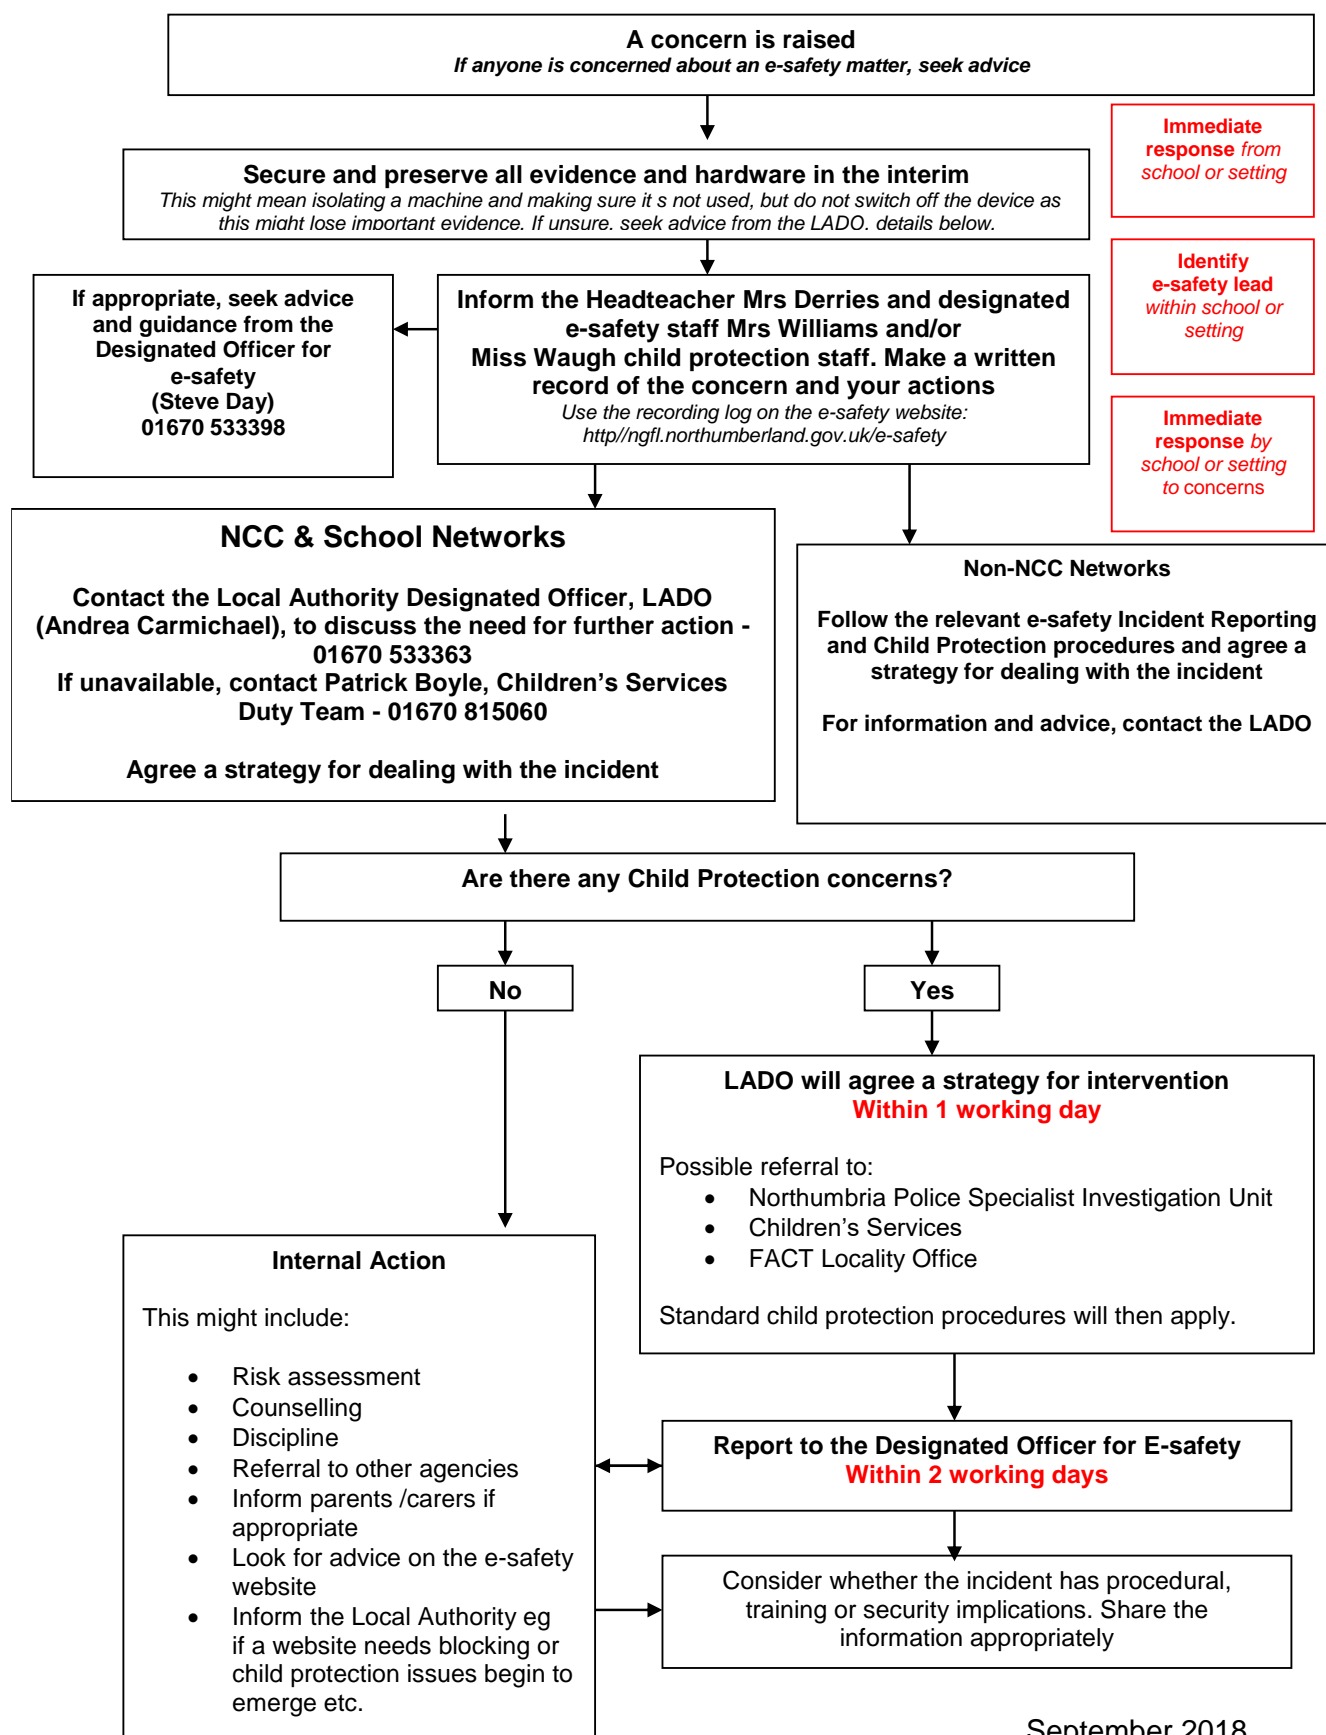 A concern is raised
If anyone is concerned about an e-safety matter, seek advice
Immediate
response from
school or setting
Secure and preserve all evidence and hardware in the interim
This might mean isolating a machine and making sure it s not used, but do not switch off the device as
this might lose important evidence. If unsure, seek advice from the LADO, details below.
Identify
e-safety lead
within school or
setting
If appropriate, seek advice
and guidance from the
Designated Officer for
e-safety
(Steve Day)
01670 533398
Inform the Headteacher Mrs Derries and designated
e-safety staff Mrs Williams and/or
Miss Waugh child protection staff. Make a written
record of the concern and your actions
Use the recording log on the e-safety website:
http//ngfl.northumberland.gov.uk/e-safety
Immediate
response by
school or setting
to concerns
NCC & School Networks
Contact the Local Authority Designated Officer, LADO
(Andrea Carmichael), to discuss the need for further action -
01670 533363
If unavailable, contact Patrick Boyle, Children’s Services
Duty Team - 01670 815060
Agree a strategy for dealing with the incident
Non-NCC Networks
Follow the relevant e-safety Incident Reporting
and Child Protection procedures and agree a
strategy for dealing with the incident
For information and advice, contact the LADO
Are there any Child Protection concerns?
No
Yes
LADO will agree a strategy for intervention
Within 1 working day
Possible referral to:
• Northumbria Police Specialist Investigation Unit
• Children’s Services
• FACT Locality Office
Standard child protection procedures will then apply.
Internal Action
This might include:
• Risk assessment
• Counselling
• Discipline
• Referral to other agencies
• Inform parents /carers if
appropriate
• Look for advice on the e-safety
website
• Inform the Local Authority eg
if a website needs blocking or
child protection issues begin to
emerge etc.
Report to the Designated Officer for E-safety
Within 2 working days
Consider whether the incident has procedural,
training or security implications. Share the
information appropriately
September 2018